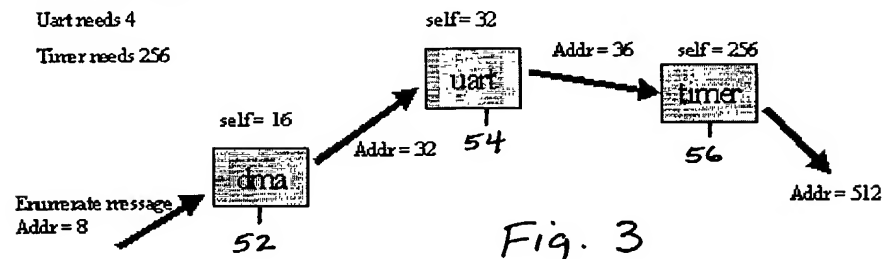 Uart needs 4
Timer needs 256
self= 32
uart
54
Addr = 36
self=256
timer
56
self= 16
dma
52
Addr = 32
Enumerate message
Addr = 8
Addr = 512
Fig. 3